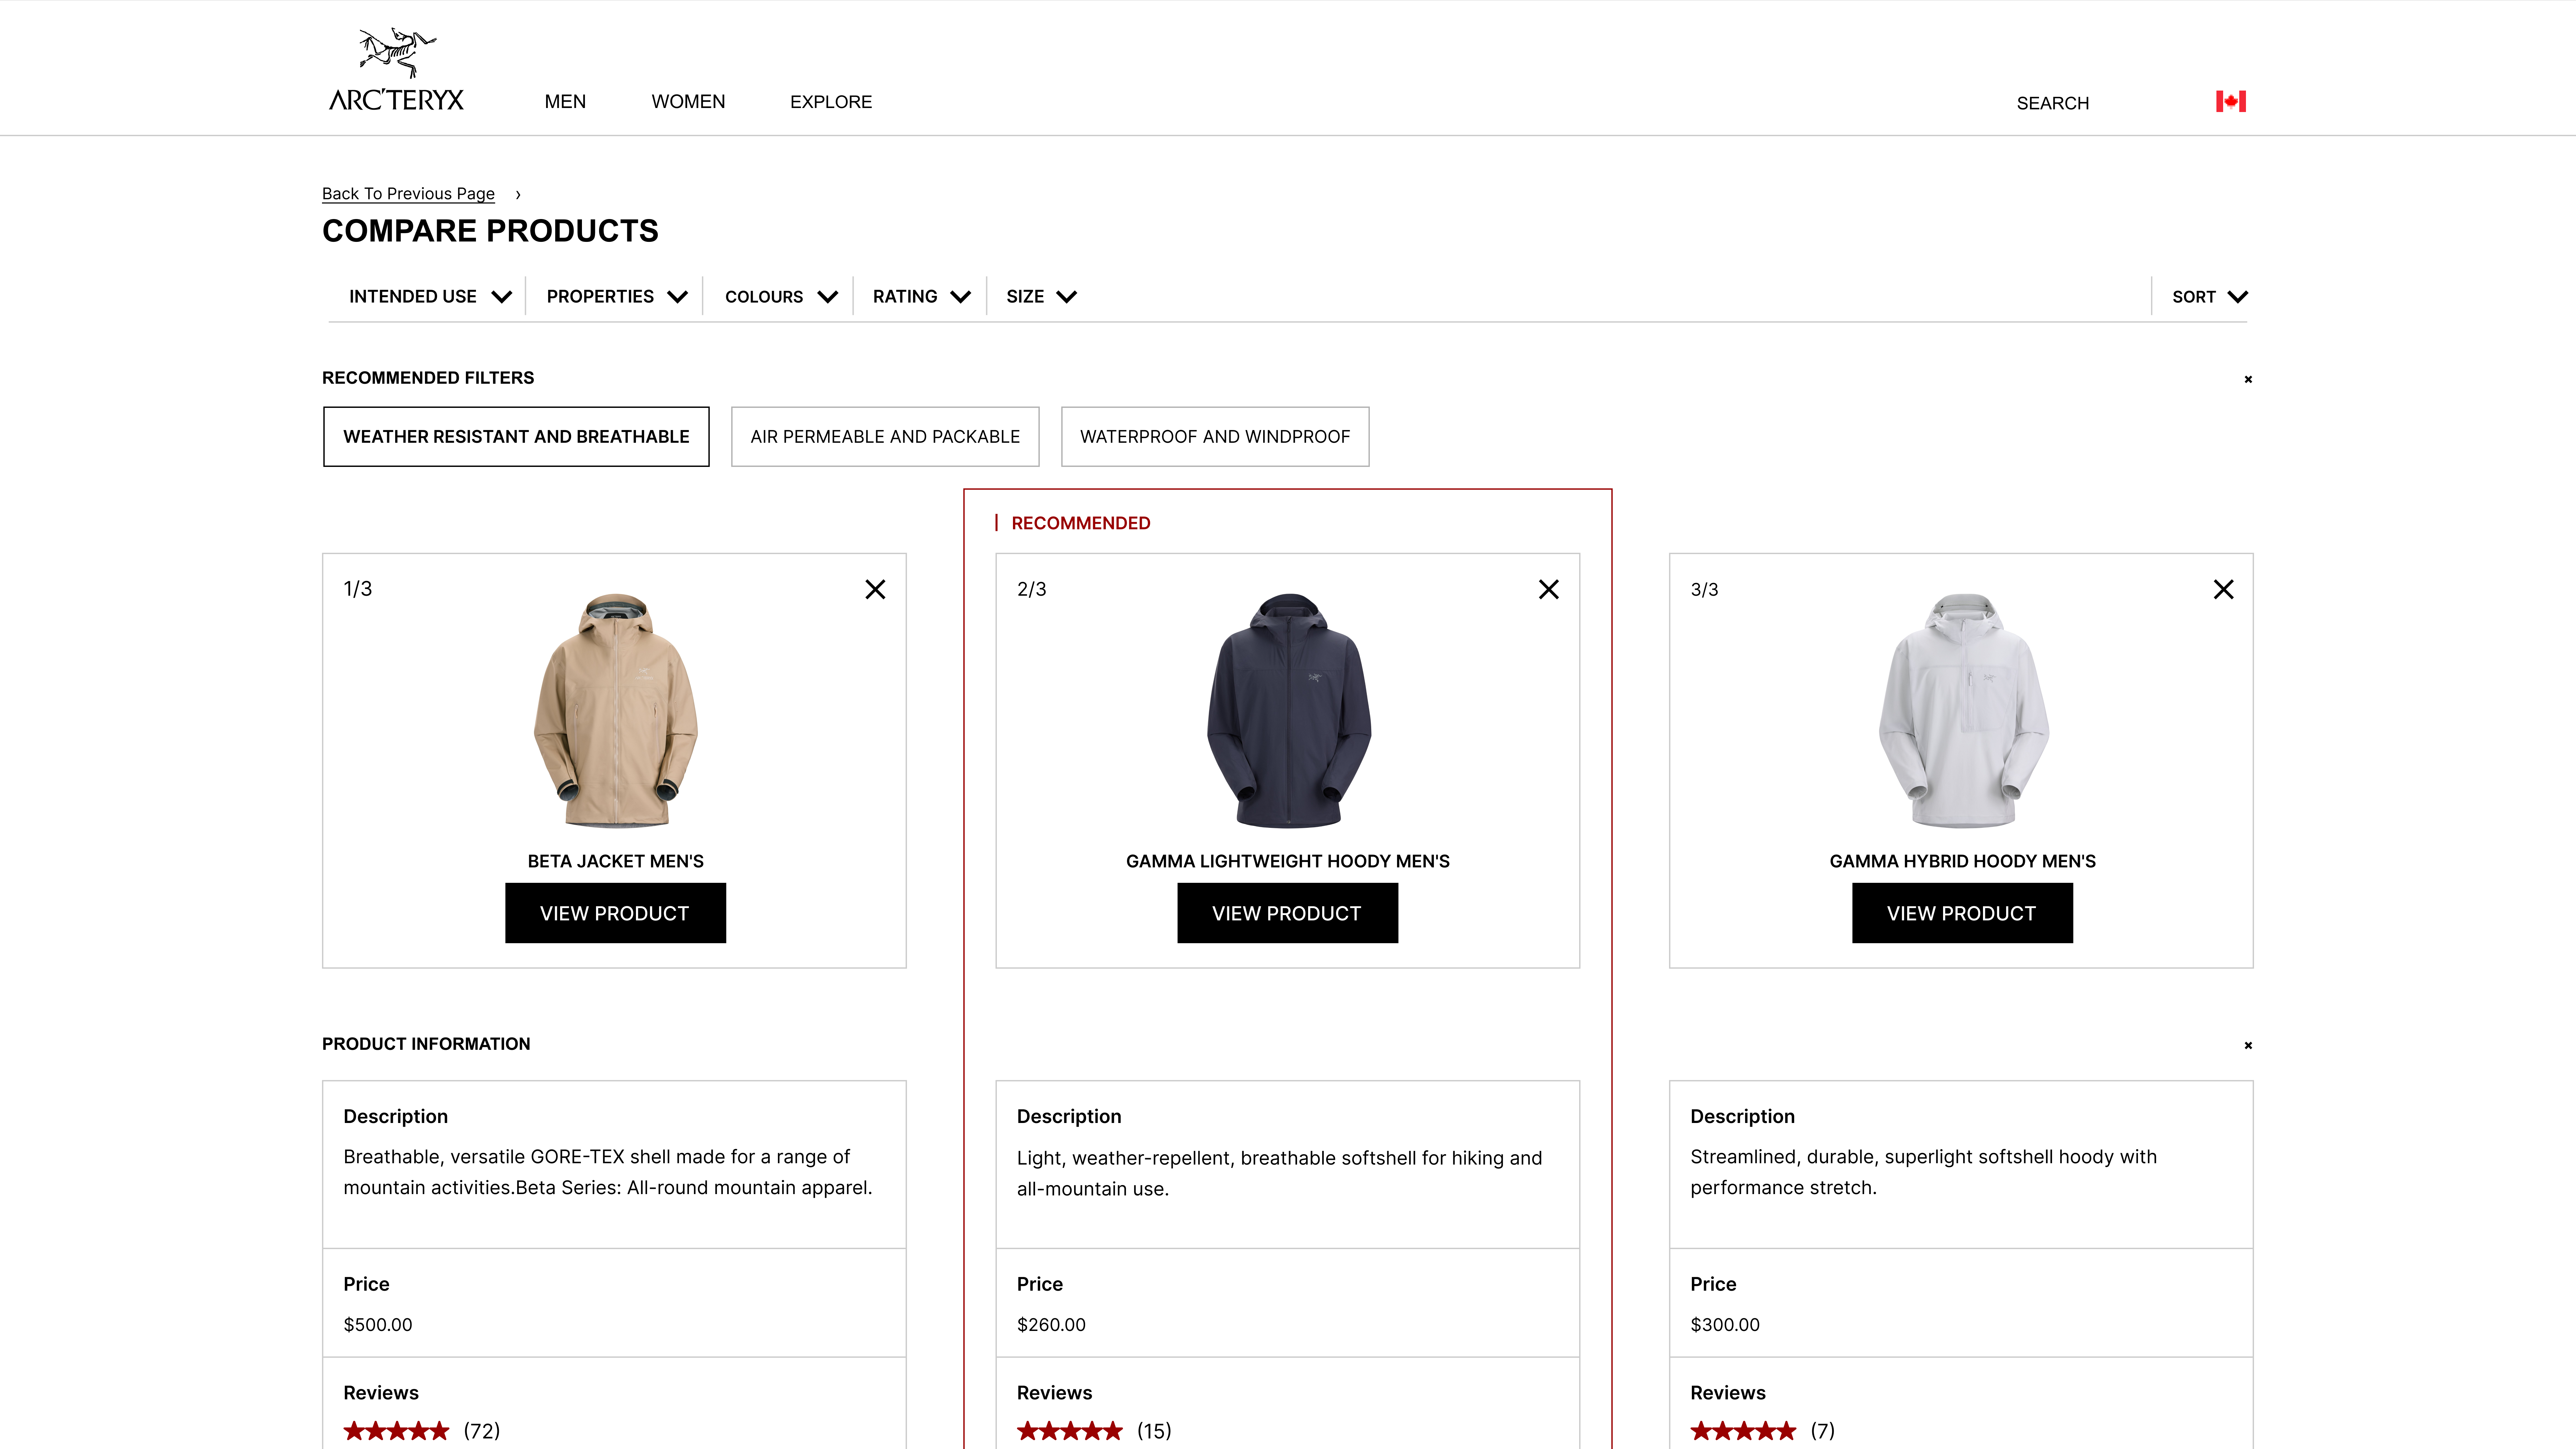 ARC'TERYX
MEN WOMEN EXPLORE SEARCH
Back To Previous Page ›
COMPARE PRODUCTS
INTENDED USE PROPERTIES COLOURS RATING SIZE SORT
RECOMMENDED FILTERS
WEATHER RESISTANT AND BREATHABLE AIR PERMEABLE AND PACKABLE WATERPROOF AND WINDPROOF
RECOMMENDED
1/3
BETA JACKET MEN'S
VIEW PRODUCT
2/3
GAMMA LIGHTWEIGHT HOODY MEN'S
VIEW PRODUCT
3/3
GAMMA HYBRID HOODY MEN'S
VIEW PRODUCT
PRODUCT INFORMATION
Description
Breathable, versatile GORE-TEX shell made for a range of
mountain activities.Beta Series: All-round mountain apparel.
Price
$500.00
Reviews
(72)
Description
Light, weather-repellent, breathable softshell for hiking and
all-mountain use.
Price
$260.00
Reviews
(15)
Description
Streamlined, durable, superlight softshell hoody with
performance stretch.
Price
$300.00
Reviews
(7)